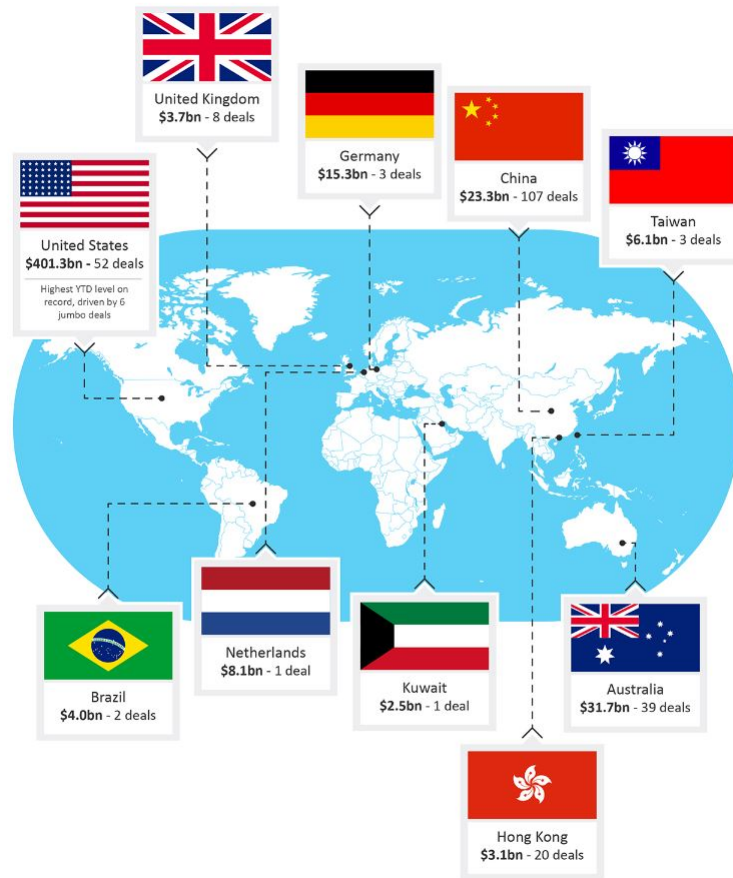 United Kingdom
$3.7bn - 8 deals
Germany
$15.3bn - 3 deals
China
$23.3bn - 107 deals
Taiwan
$6.1bn - 3 deals
United States
$401.3bn - 52 deals
Highest YTD level on
record, driven by 6
jumbo deals
Brazil
$4.0bn - 2 deals
Netherlands
$8.1bn - 1 deal
Kuwait
$2.5bn - 1 deal
Australia
$31.7bn - 39 deals
Hong Kong
$3.1bn - 20 deals